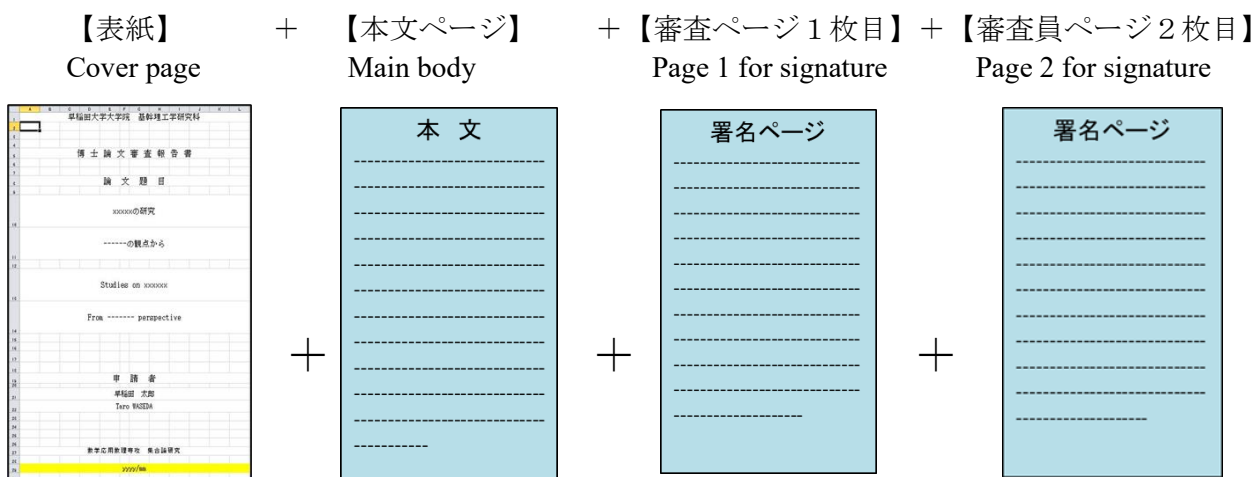 【表紙】 ＋ 【本文ページ】 ＋【審査ページ１枚目】＋【審査員ページ２枚目】
Cover page Main body Page 1 for signature Page 2 for signature
早稲田大学大学院 基幹理工学研究科
博 士 論 文 審 査 報 告 書
論 文 題 目
xxxxxの研究
------の観点から
Studies on xxxxxx
From ------- perspective
申 請 者
早稲田 太郎
Taro WASEDA
数学応用数理専攻 集合論研究
yyyy/mm
＋
本 文
＋
署名ページ
＋
署名ページ